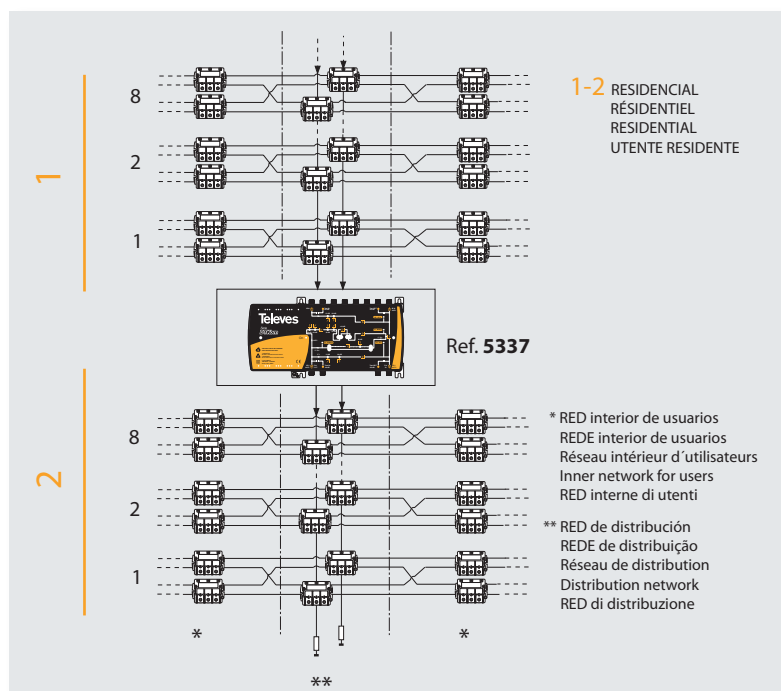 1
8
2
1
1-2 RESIDENCIAL
RÉSIDENTIEL
RESIDENTIAL
UTENTE RESIDENTE
Televes
Ref. 5337
2
8
2
1
* RED interior de usuarios
REDE interior de usuarios
Réseau intérieur d´utilisateurs
Inner network for users
RED interne di utenti
** RED de distribución
REDE de distribuição
Réseau de distribution
Distribution network
RED di distribuzione
*
**
*